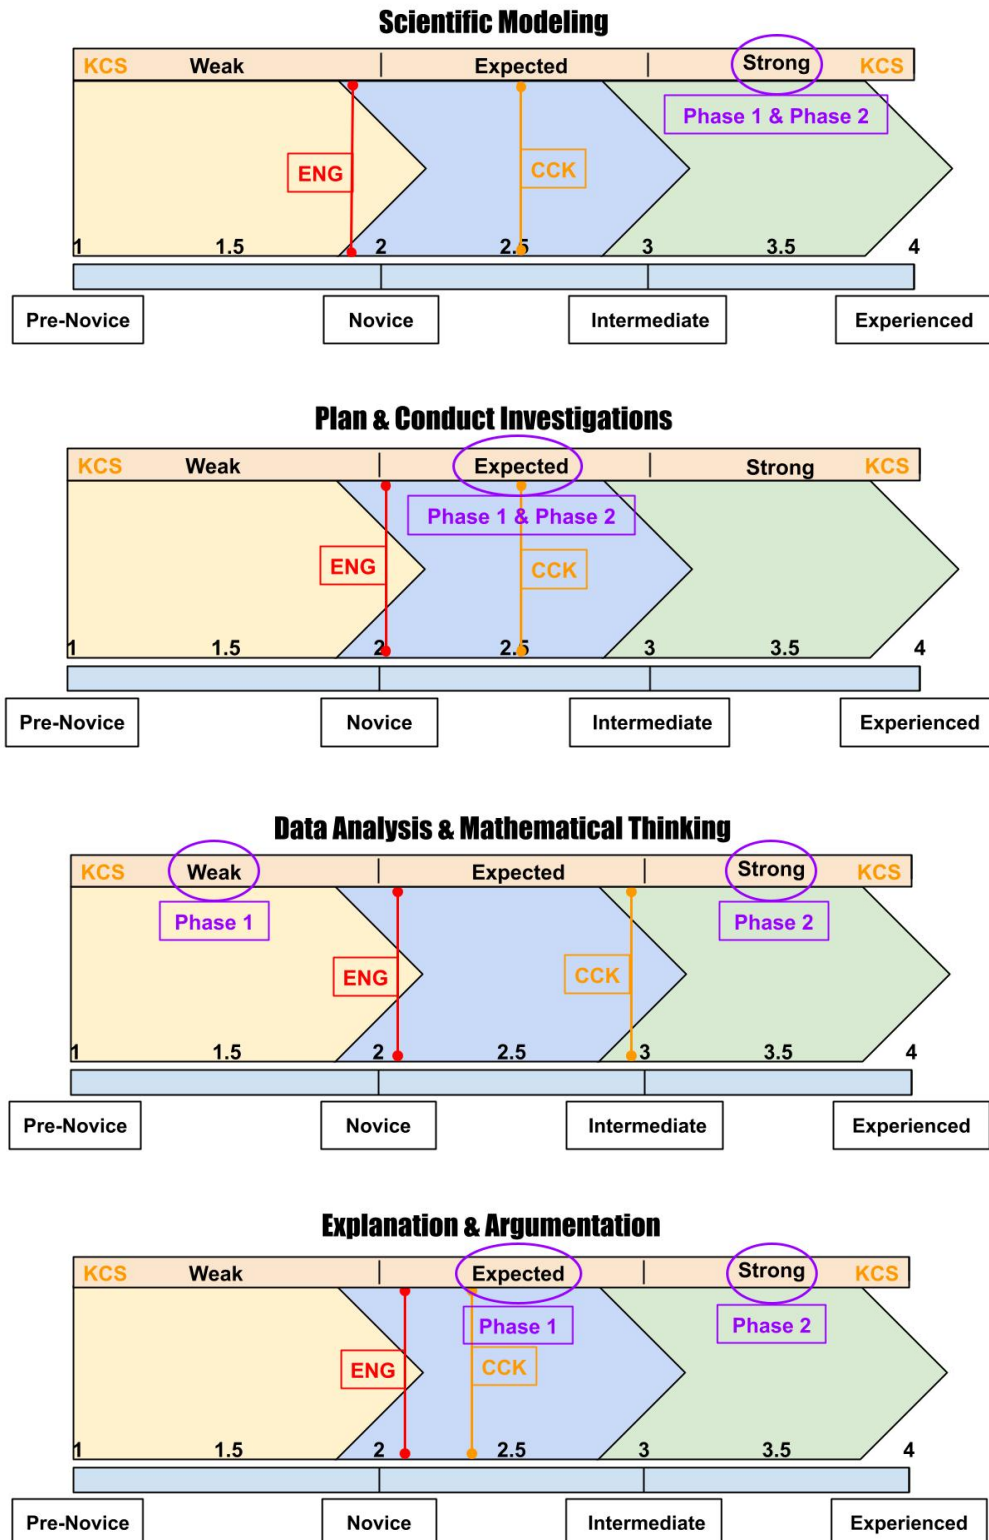 Scientific Modeling
KCS Weak Expected Strong KCS
Phase 1 & Phase 2
ENG CCK
1 1.5 2 2.5 3 3.5 4
Pre-Novice Novice Intermediate Experienced
Plan & Conduct Investigations
KCS Weak Expected Strong KCS
Phase 1 & Phase 2
ENG CCK
1 1.5 2 2.5 3 3.5 4
Pre-Novice Novice Intermediate Experienced
Data Analysis & Mathematical Thinking
KCS Weak Expected Strong KCS
Phase 1 Phase 2
ENG CCK
1 1.5 2 2.5 3 3.5 4
Pre-Novice Novice Intermediate Experienced
Explanation & Argumentation
KCS Weak Expected Strong KCS
Phase 1 Phase 2
ENG CCK
1 1.5 2 2.5 3 3.5 4
Pre-Novice Novice Intermediate Experienced